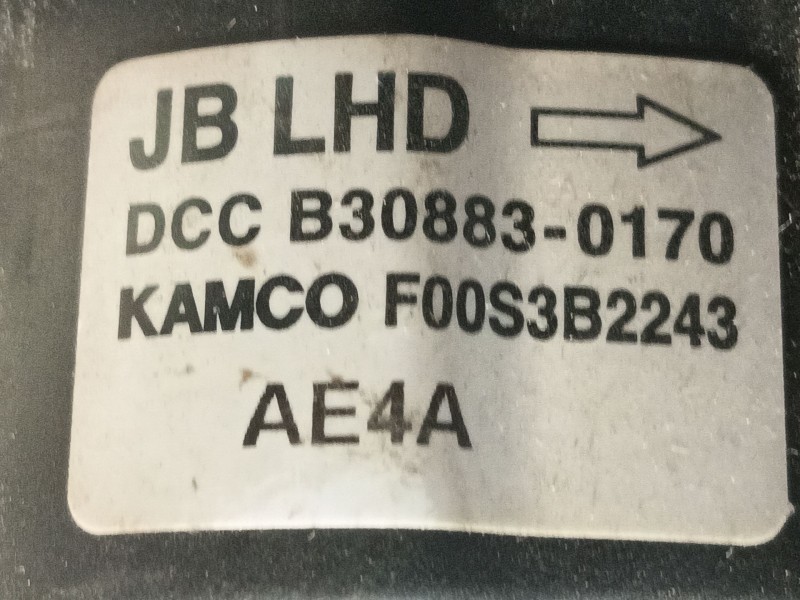 JB LHD
DCC B30883-0170
KAMCO F00S3B2243
AE4A